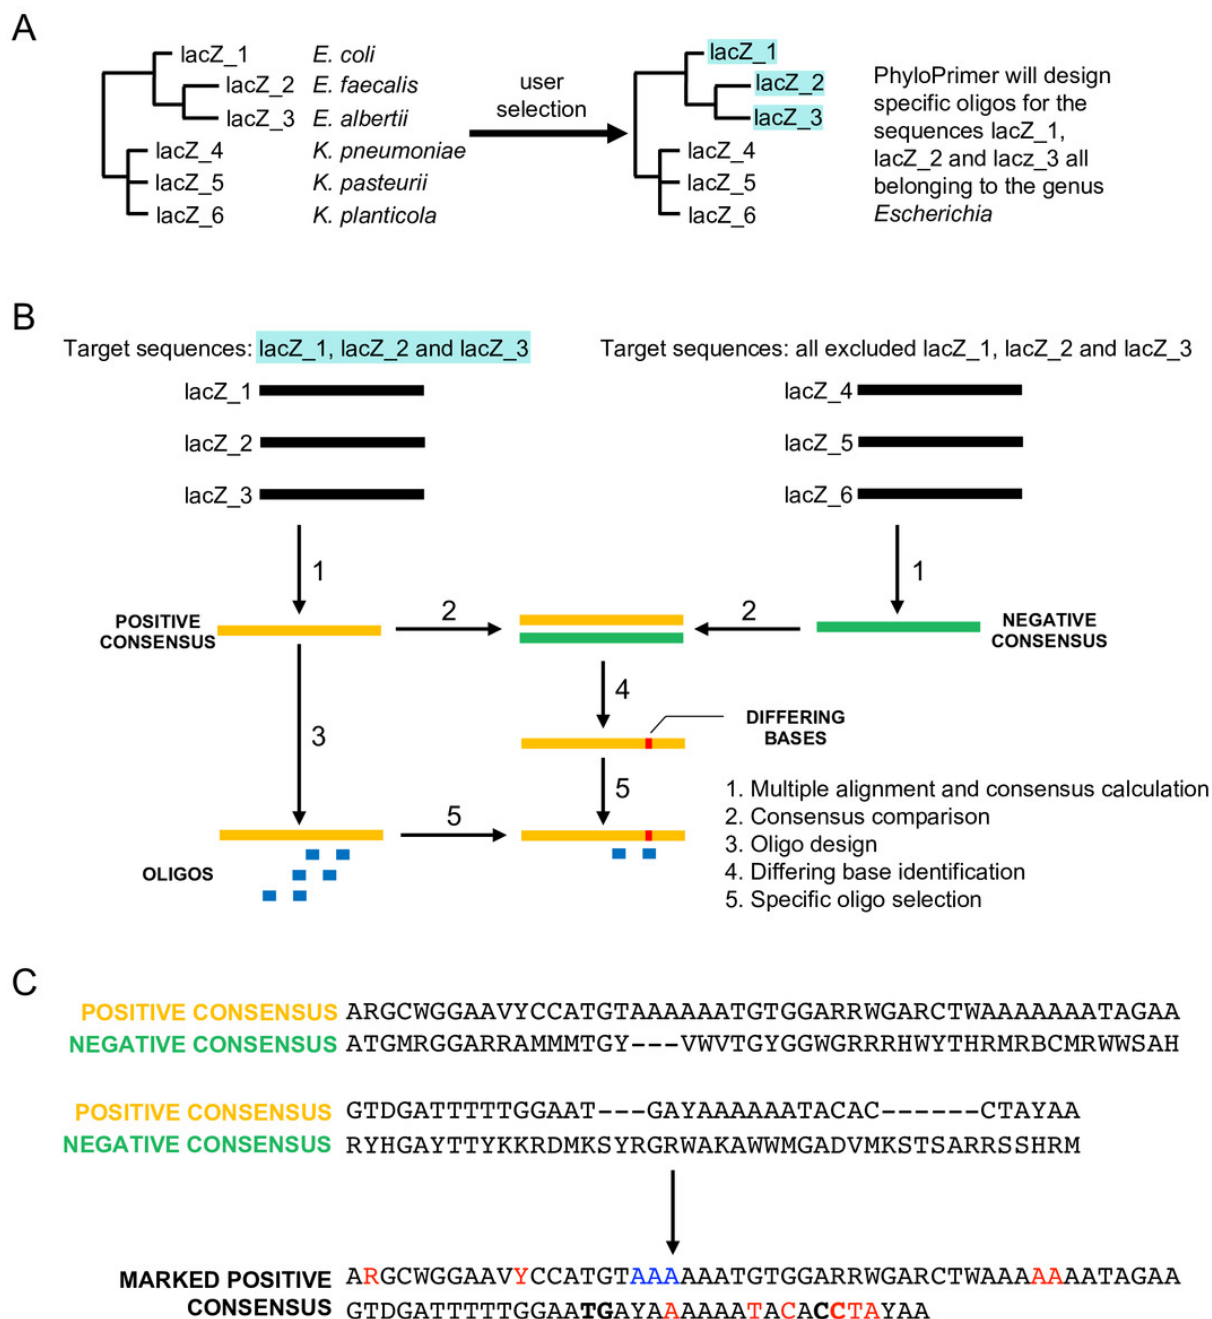 A
lacZ_1 E. coli
lacZ_2 E. faecalis
lacZ_3 E. albertii
lacZ_4 K. pneumoniae
lacZ_5 K. pasteurii
lacZ_6 K. planticola
user
selection
lacZ_1
lacZ_2
lacZ_3
lacZ_4
lacZ_5
lacZ_6
PhyloPrimer will design
specific oligos for the
sequences lacZ_1,
lacZ_2 and lacz_3 all
belonging to the genus
Escherichia
B
Target sequences: lacZ_1, lacZ_2 and lacZ_3
lacZ_1
lacZ_2
lacZ_3
Target sequences: all excluded lacZ_1, lacZ_2 and lacZ_3
lacZ_4
lacZ_5
lacZ_6
1
1
POSITIVE
CONSENSUS
2
2
NEGATIVE
CONSENSUS
3
4
DIFFERING
BASES
5
5
OLIGOS
1. Multiple alignment and consensus calculation
2. Consensus comparison
3. Oligo design
4. Differing base identification
5. Specific oligo selection
C
POSITIVE CONSENSUS ARGCWGGAAVYCCATGTAAAAAATGTGGARRWGARCTWAAAAAAATAGAA
NEGATIVE CONSENSUS ATGMRGGARRAMMMTGY---VWVTGYGGWGRRRHWYTHRMRBCMRWWSAH
POSITIVE CONSENSUS GTDGATTTTTGGAAT---GAYAAAAAATACAC------CTAYAA
NEGATIVE CONSENSUS RYHGAYTTYKKRDMKSYRGRWAKAWWMGADVMKSTSARRSSHRM
MARKED POSITIVE
CONSENSUS
ARGCWGGAAVYCCATGTAAAAAATGTGGARRWGARCTWAAAAAAATAGAA
GTDGATTTTTGGAATGAYAAAAAATACACCTAYAA